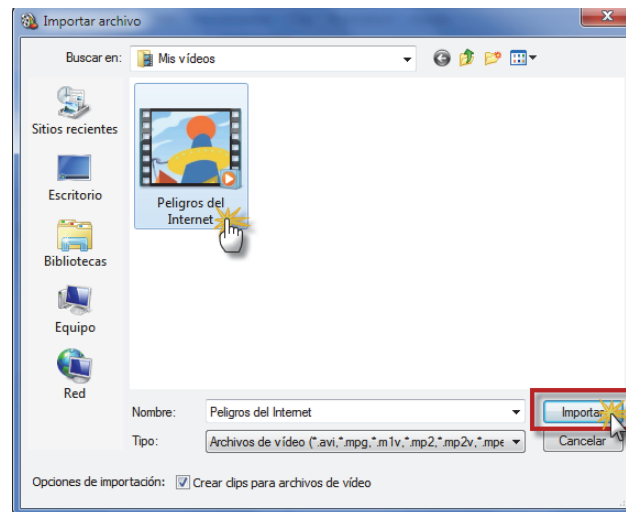 Importar archivo
Buscar en:
Mis vídeos
Sitios recientes
Escritorio
Bibliotecas
Equipo
Red
Peligros del
Internet
Nombre:
Peligros del Internet
Importar
Tipo:
Archivos de vídeo (*.avi,*.mpg,*.m1v,*.mp2,*.mp2v,*.mpe
Cancelar
Opciones de importación:
Crear clips para archivos de vídeo